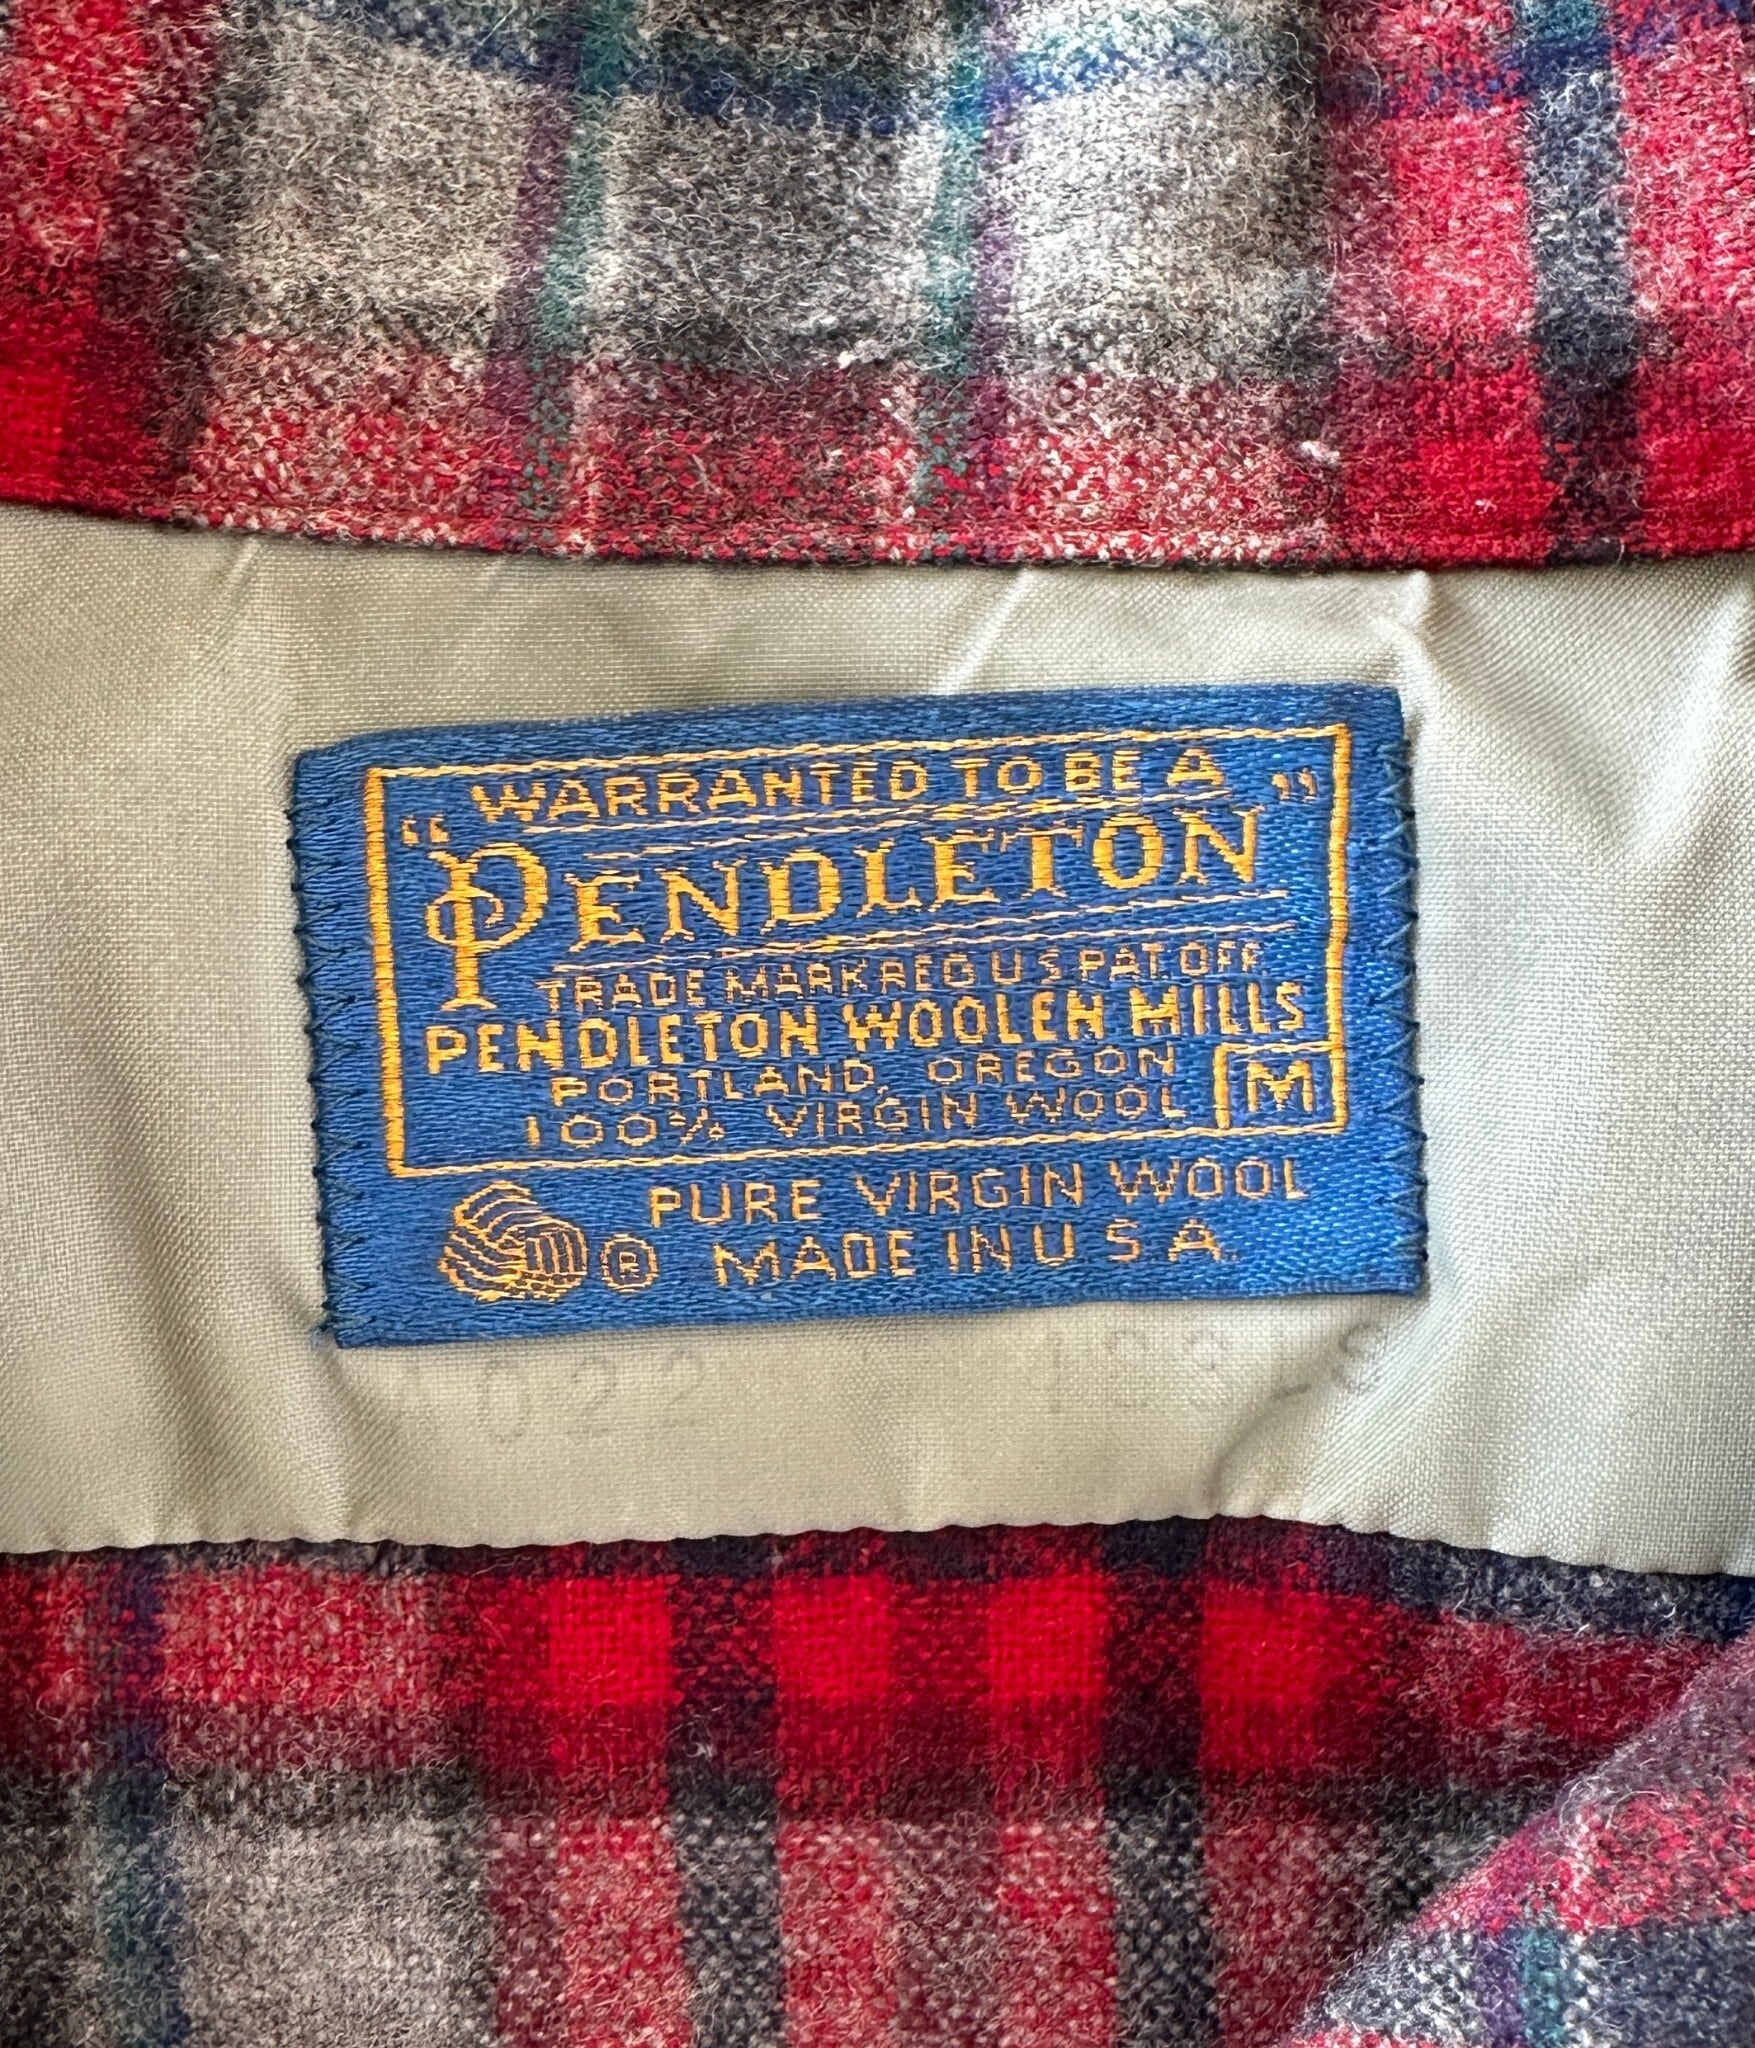 WARRANTED TO BE A
"PENDLETON"
TRADE MARK REG U S PAT. OFF.
PENDLETON WOOLEN MILLS
PORTLAND, OREGON
100% VIRGIN WOOL M
PURE VIRGIN WOOL
® MADE IN U S A.